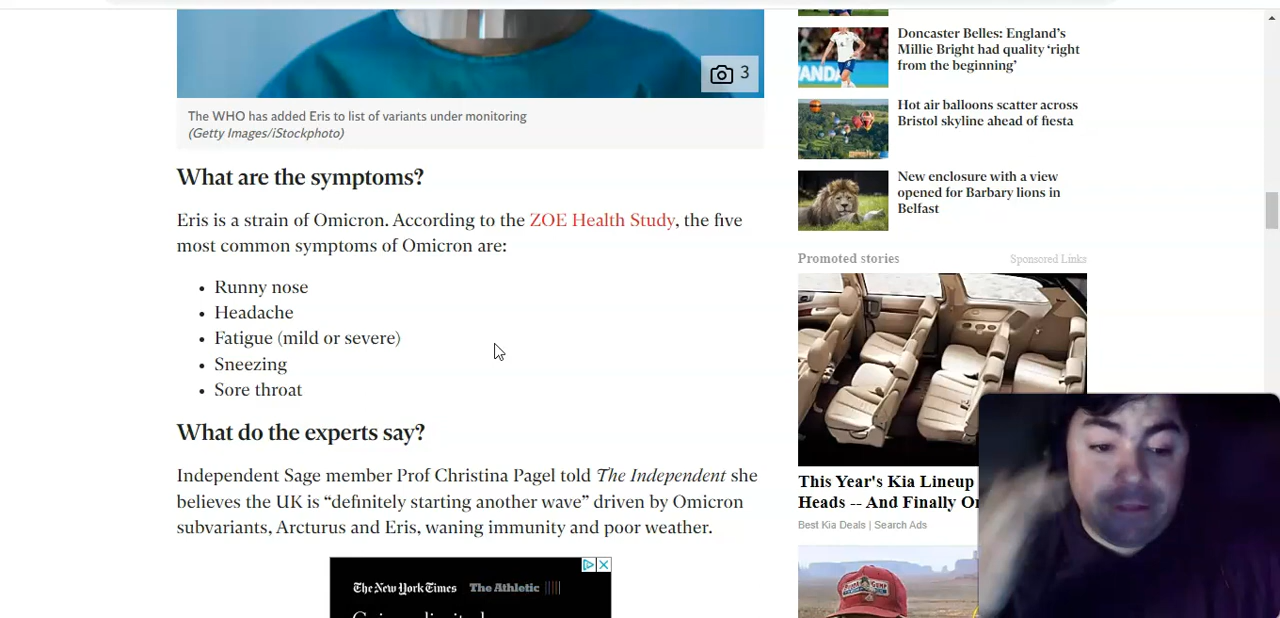 3
The WHO has added Eris to list of variants under monitoring
(Getty Images/iStockphoto)
What are the symptoms?
Eris is a strain of Omicron. According to the ZOE Health Study, the five
most common symptoms of Omicron are:
• Runny nose
• Headache
• Fatigue (mild or severe)
• Sneezing
• Sore throat
What do the experts say?
Independent Sage member Prof Christina Pagel told The Independent she
believes the UK is “definitely starting another wave” driven by Omicron
subvariants, Arcturus and Eris, waning immunity and poor weather.
The New York Times The Athletic
Doncaster Belles: England’s
Millie Bright had quality ‘right
from the beginning’
Hot air balloons scatter across
Bristol skyline ahead of fiesta
New enclosure with a view
opened for Barbary lions in
Belfast
Promoted stories Sponsored Links
This Year's Kia Lineup
Heads -- And Finally
Best Kia Deals | Search Ads